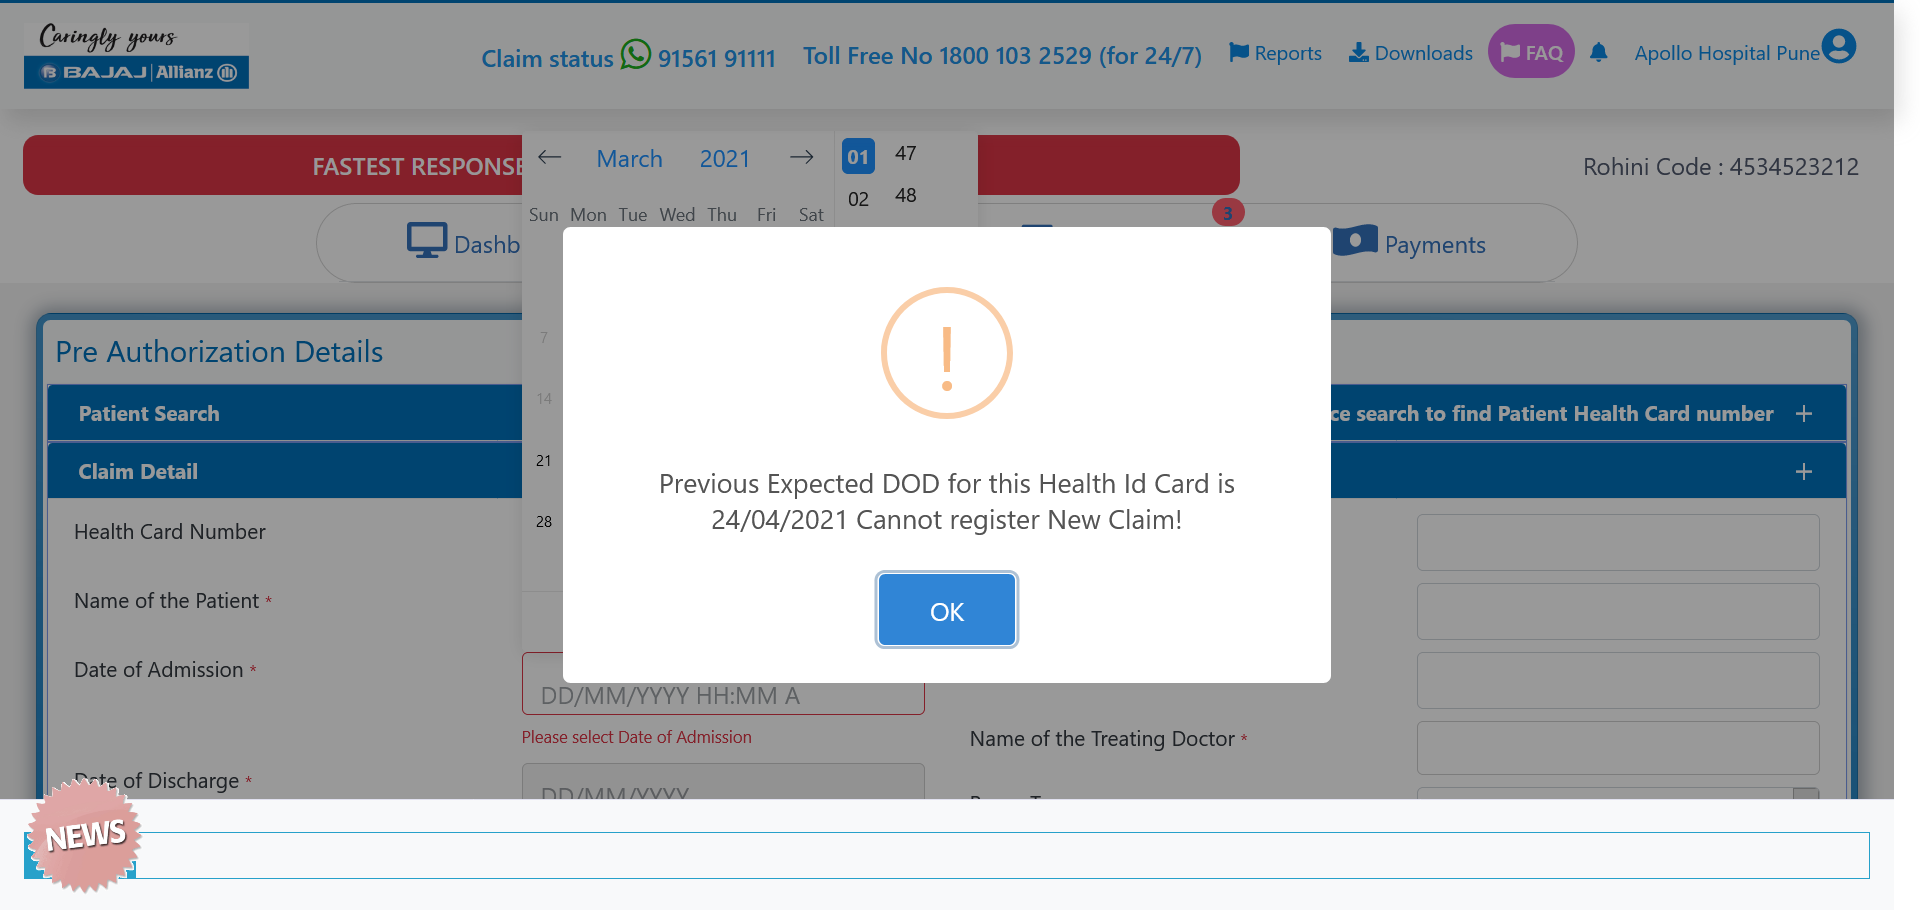 Caringly yours
BAJAJ | Allianz
Claim status 91561 91111
Toll Free No 1800 103 2529 (for 24/7)
Reports
Downloads
FAQ
Apollo Hospital Pune
FASTEST RESPONSE
March 2021
01 47
02 48
Sun Mon Tue Wed Thu Fri Sat
Rohini Code : 4534523212
3
Dashb
Payments
7
14
21
28
Pre Authorization Details
Patient Search
search to find Patient Health Card number +
Claim Detail +
Previous Expected DOD for this Health Id Card is
24/04/2021 Cannot register New Claim!
OK
Health Card Number
Name of the Patient *
Date of Admission *
DD/MM/YYYY HH:MM A
Please select Date of Admission
Name of the Treating Doctor *
Date of Discharge *
DD/MM/YYYY
NEWS